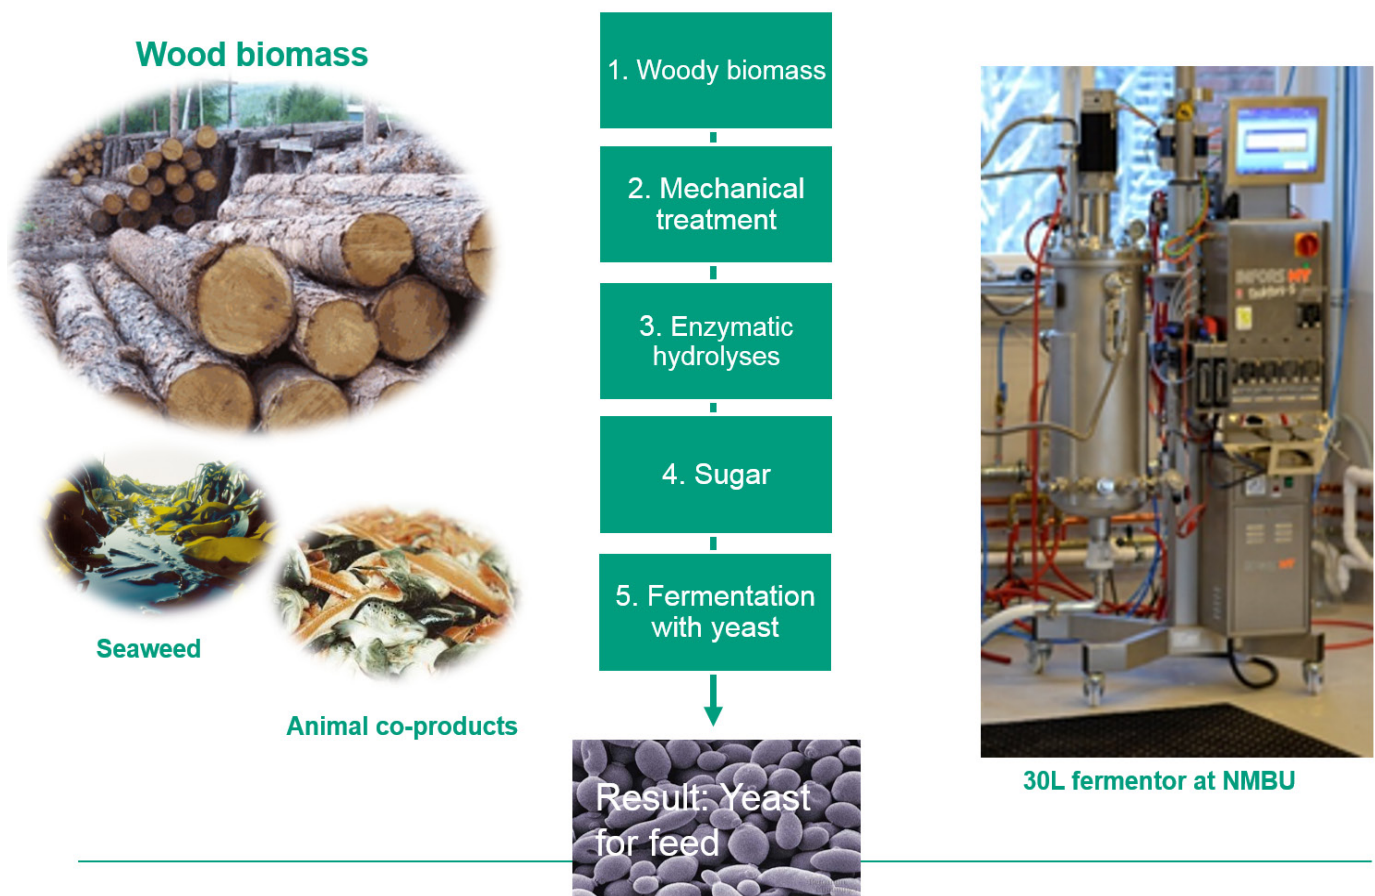 Wood biomass
Seaweed
Animal co-products
1. Woody biomass
2. Mechanical
treatment
3. Enzymatic
hydrolyses
4. Sugar
5. Fermentation
with yeast
Result: Yeast
for feed
INFORS HT
30L fermentor at NMBU